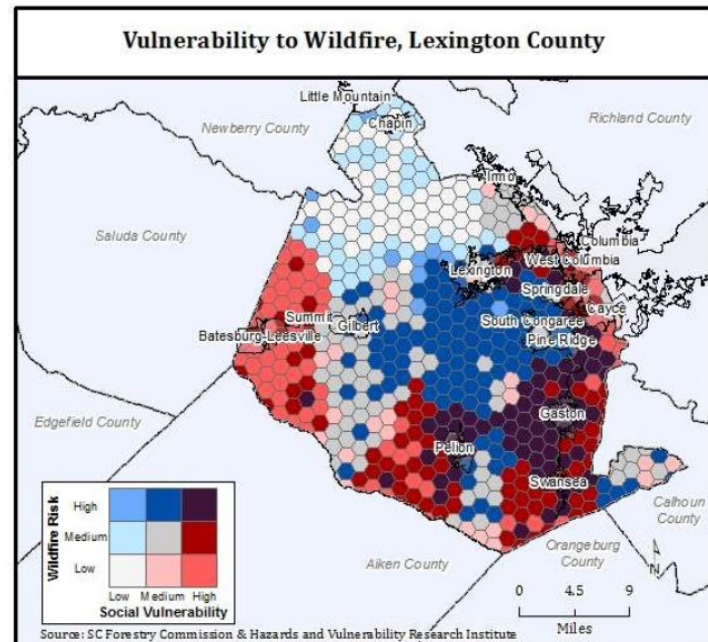 Vulnerability to Wildfire, Lexington County
Little Mountain
Chapin
Newberry County
Richland County
Irmo
Saluda County
Columbia
West Columbia
Lexington
Springdale
Cayce
Summit
Gilbert
South Congaree
Batesburg-Leesville
Pine Ridge
Edgefield County
Gaston
Pelion
Swansea
Calhoun
County
Orangeburg
County
Aiken County
N
Wildfire Risk
High
Medium
Low
Low Medium High
Social Vulnerability
0 4.5 9
Miles
Source: SC Forestry Commission & Hazards and Vulnerability Research Institute